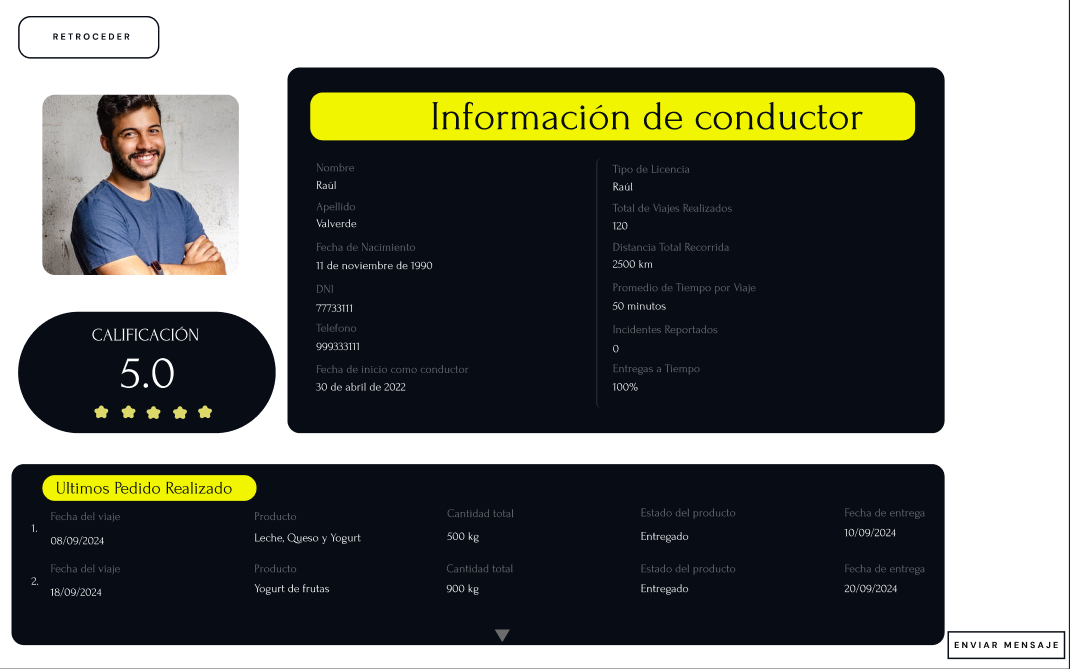 RETROCEDER
Información de conductor
Nombre
Raúl
Apellido
Valverde
Fecha de Nacimiento
11 de noviembre de 1990
DNI
77733111
Telefono
999333111
Fecha de inicio como conductor
30 de abril de 2022
Tipo de Licencia
Raúl
Total de Viajes Realizados
120
Distancia Total Recorrida
2500 km
Promedio de Tiempo por Viaje
50 minutos
Incidentes Reportados
0
Entregas a Tiempo
100%
CALIFICACIÓN
5.0
Ultimos Pedido Realizado
1.
Fecha del viaje
08/09/2024
Producto
Leche, Queso y Yogurt
Cantidad total
500 kg
Estado del producto
Entregado
Fecha de entrega
10/09/2024
2.
Fecha del viaje
18/09/2024
Producto
Yogurt de frutas
Cantidad total
900 kg
Estado del producto
Entregado
Fecha de entrega
20/09/2024
ENVIAR MENSAJE